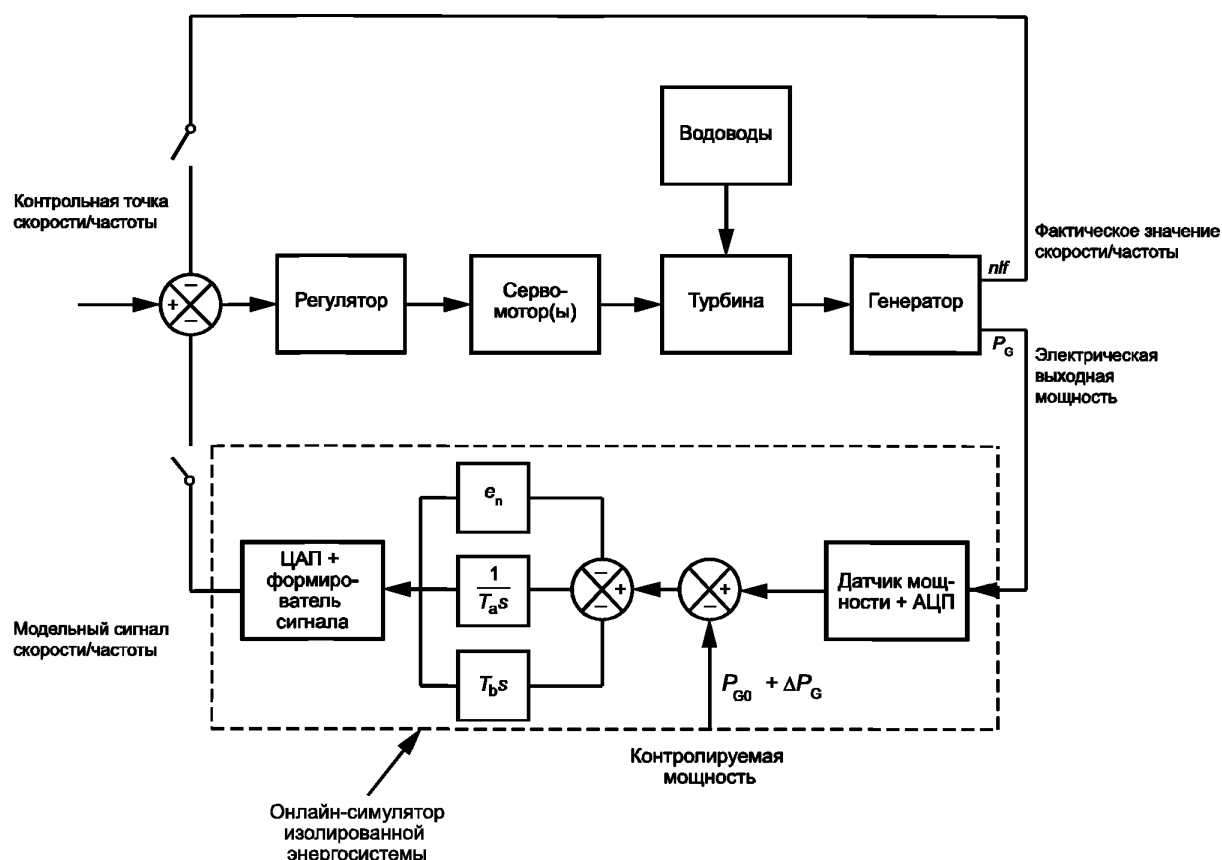 Водоводы
Контрольная точка
скорости/частоты
Фактическое значение
скорости/частоты
+
−
−
Регулятор
Серво-
мотор(ы)
Турбина
Генератор
n/f
P_G
Электрическая
выходная
мощность
e_n
ЦАП +
формиро-
ватель
сигнала
1
T_a s
−
−
+
+
−
Датчик мощ-
ности + АЦП
Модельный сигнал
скорости/частоты
T_b s
P_G0 + ΔP_G
Контролируемая
мощность
Онлайн-симулятор
изолированной
энергосистемы